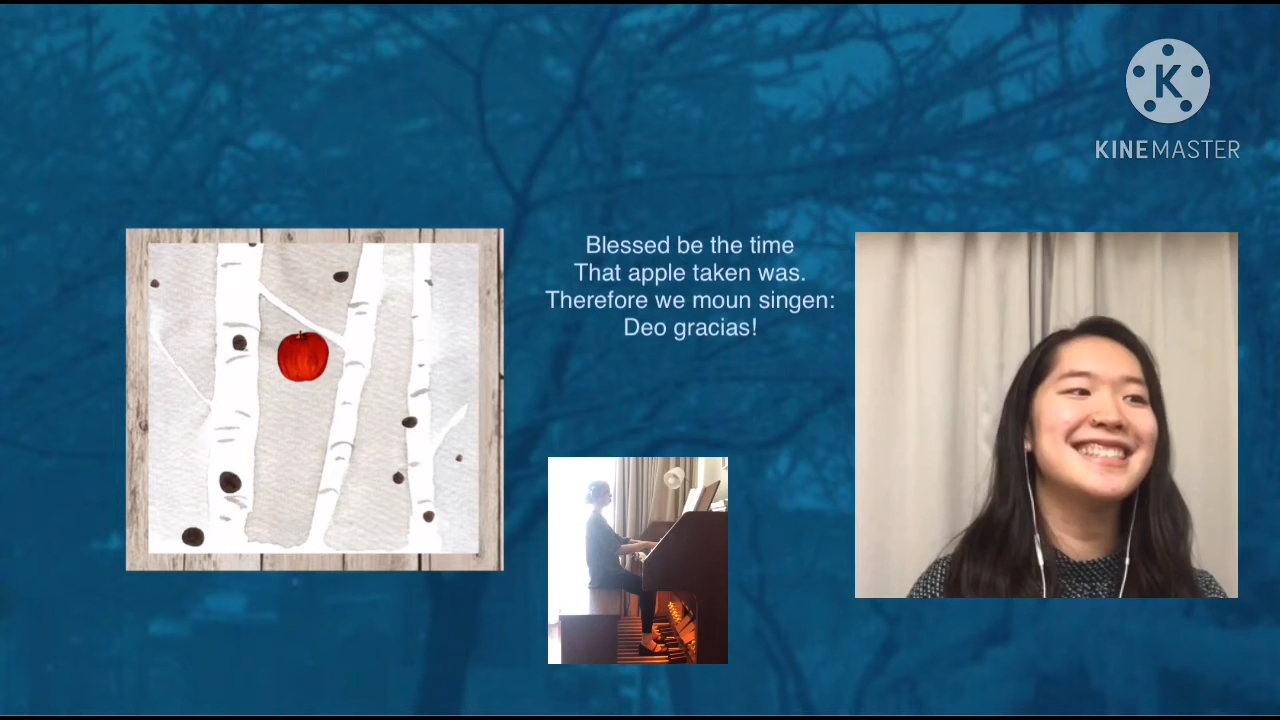 K
KINEMASTER
Blessed be the time
That apple taken was.
Therefore we moun singen:
Deo gracias!